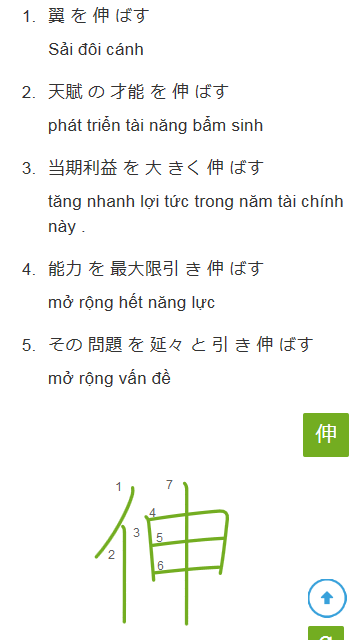 1. 翼 を 伸 ばす
Sải đôi cánh
2. 天賦 の 才能 を 伸 ばす
phát triển tài năng bẩm sinh
3. 当期利益 を 大 きく 伸 ばす
tăng nhanh lợi tức trong năm tài chính
này .
4. 能力 を 最大限引 き 伸 ばす
mở rộng hết năng lực
5. その 問題 を 延々 と 引 き 伸 ばす
mở rộng vấn đề
伸
伸
1
7
4
3
5
2
6